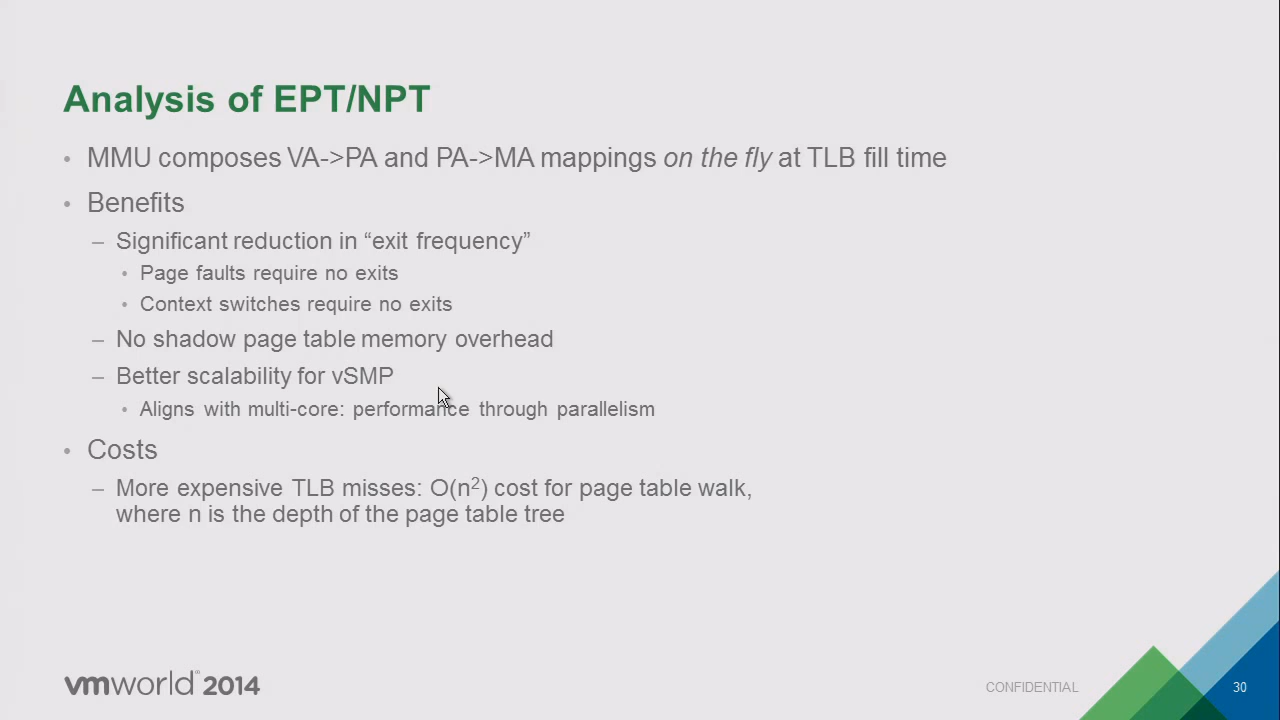 Analysis of EPT/NPT
• MMU composes VA->PA and PA->MA mappings on the fly at TLB fill time
• Benefits
– Significant reduction in “exit frequency”
• Page faults require no exits
• Context switches require no exits
– No shadow page table memory overhead
– Better scalability for vSMP
• Aligns with multi-core: performance through parallelism
• Costs
– More expensive TLB misses: O(n²) cost for page table walk,
where n is the depth of the page table tree
vmworld™ 2014
CONFIDENTIAL
30